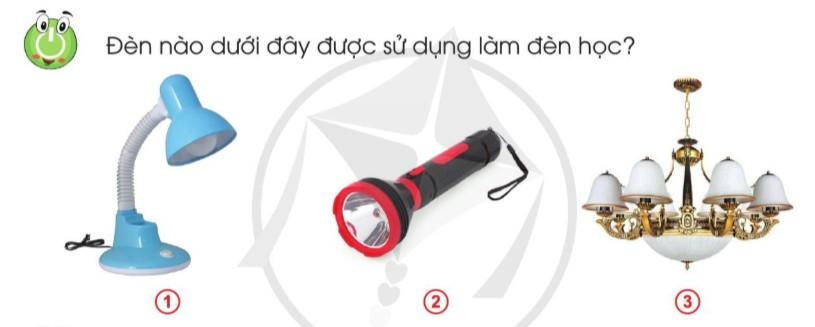 Đèn nào dưới đây được sử dụng làm đèn học?
1 2 3